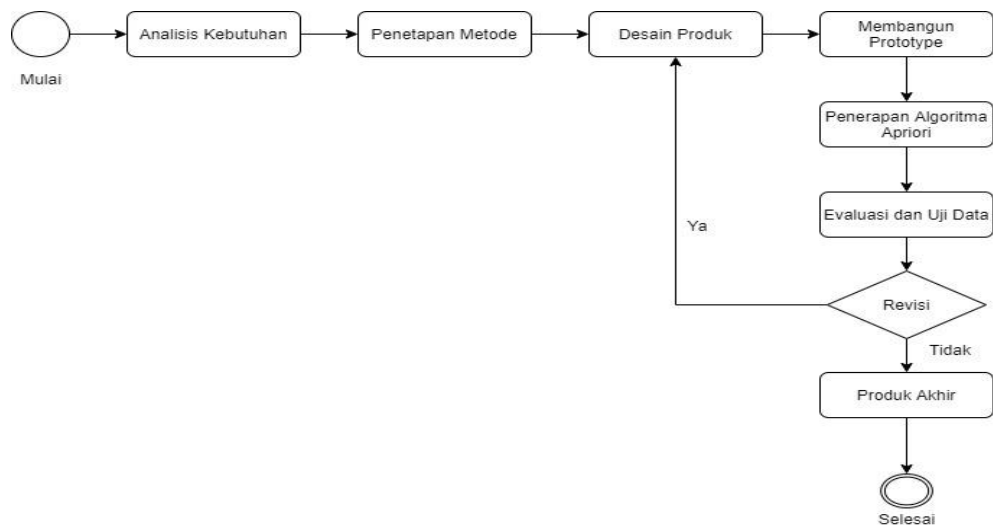 Mulai
Analisis Kebutuhan
Penetapan Metode
Desain Produk
Membangun
Prototype
Penerapan Algoritma
Apriori
Evaluasi dan Uji Data
Ya
Revisi
Tidak
Produk Akhir
Selesai